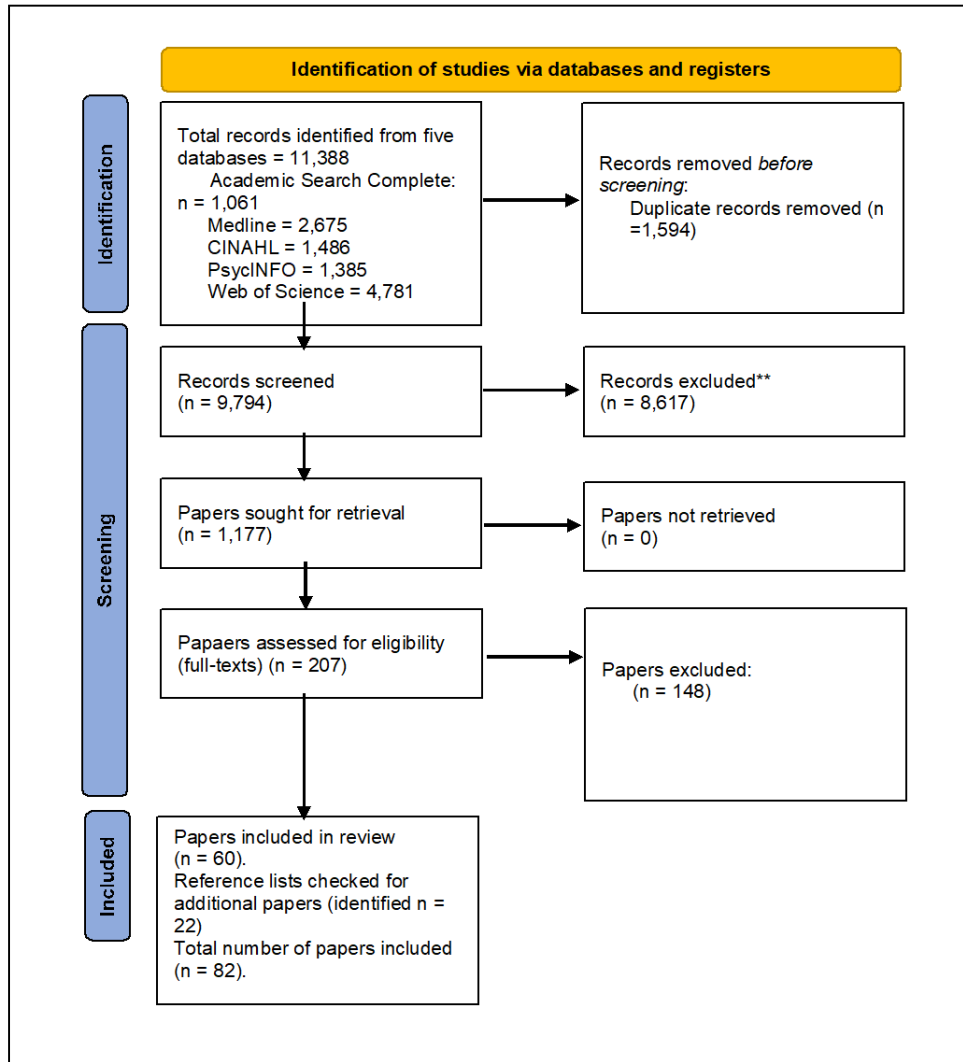 Identification of studies via databases and registers
Identification
Total records identified from five
databases = 11,388
Academic Search Complete:
n = 1,061
Medline = 2,675
CINAHL = 1,486
PsycINFO = 1,385
Web of Science = 4,781
Records removed before
screening:
Duplicate records removed (n
=1,594)
Screening
Records screened
(n = 9,794)
Records excluded**
(n = 8,617)
Papers sought for retrieval
(n = 1,177)
Papers not retrieved
(n = 0)
Papaers assessed for eligibility
(full-texts) (n = 207)
Papers excluded:
(n = 148)
Included
Papers included in review
(n = 60).
Reference lists checked for
additional papers (identified n =
22)
Total number of papers included
(n = 82).